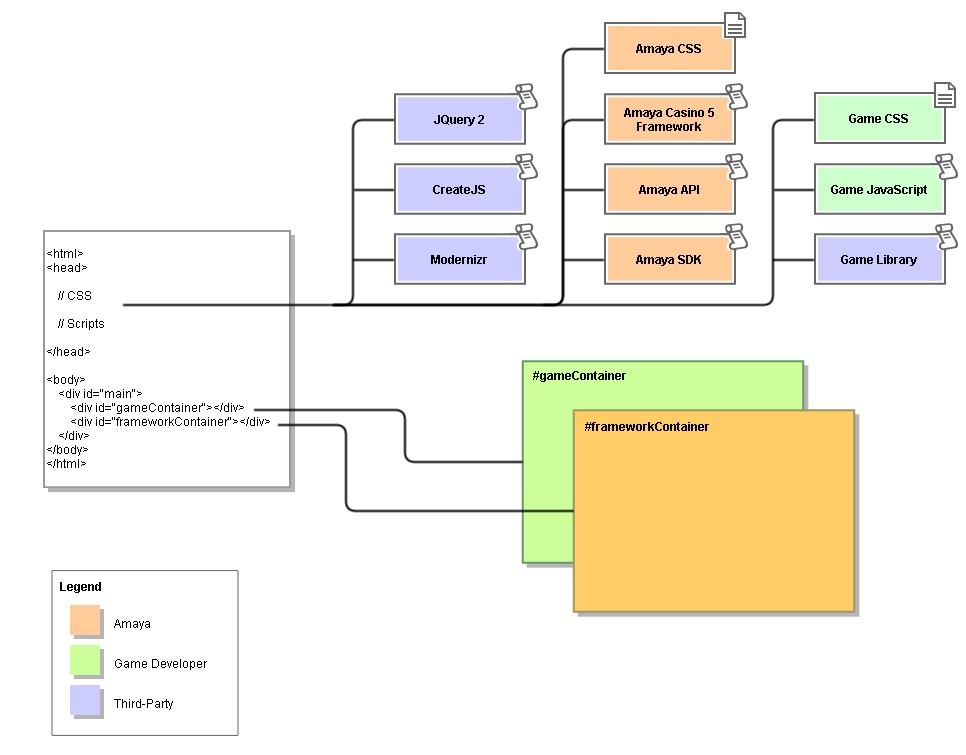 Amaya CSS
JQuery 2
Amaya Casino 5
Framework
Game CSS
CreateJS
Amaya API
Game JavaScript
Modernizr
Amaya SDK
Game Library
<html>
<head>
// CSS
// Scripts
</head>
<body>
<div id="main">
<div id="gameContainer"></div>
<div id="frameworkContainer"></div>
</div>
</body>
</html>
#gameContainer
#frameworkContainer
Legend
Amaya
Game Developer
Third-Party